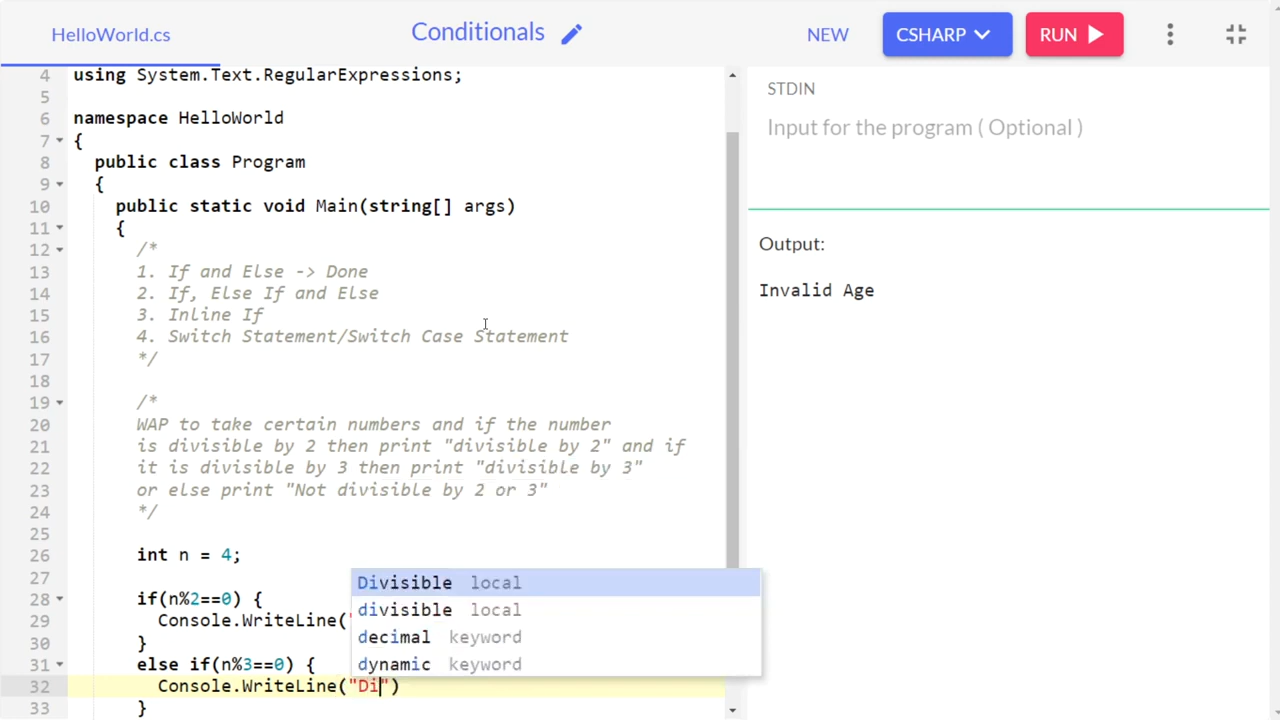 HelloWorld.cs
Conditionals
NEW
CSHARP
RUN
4 using System.Text.RegularExpressions;
5
6 namespace HelloWorld
7 {
8 public class Program
9 {
10 public static void Main(string[] args)
11 {
12 /*
13 1. If and Else -> Done
14 2. If, Else If and Else
15 3. Inline If
16 4. Switch Statement/Switch Case Statement
17 */
18
19 /*
20 WAP to take certain numbers and if the number
21 is divisible by 2 then print "divisible by 2" and if
22 it is divisible by 3 then print "divisible by 3"
23 or else print "Not divisible by 2 or 3"
24 */
25
26 int n = 4;
27
28 if(n%2==0) {
29 Console.WriteLine("
30 }
31 else if(n%3==0) {
32 Console.WriteLine("Di")
33 }
Divisible local
divisible local
decimal keyword
dynamic keyword
STDIN
Input for the program ( Optional )
Output:
Invalid Age